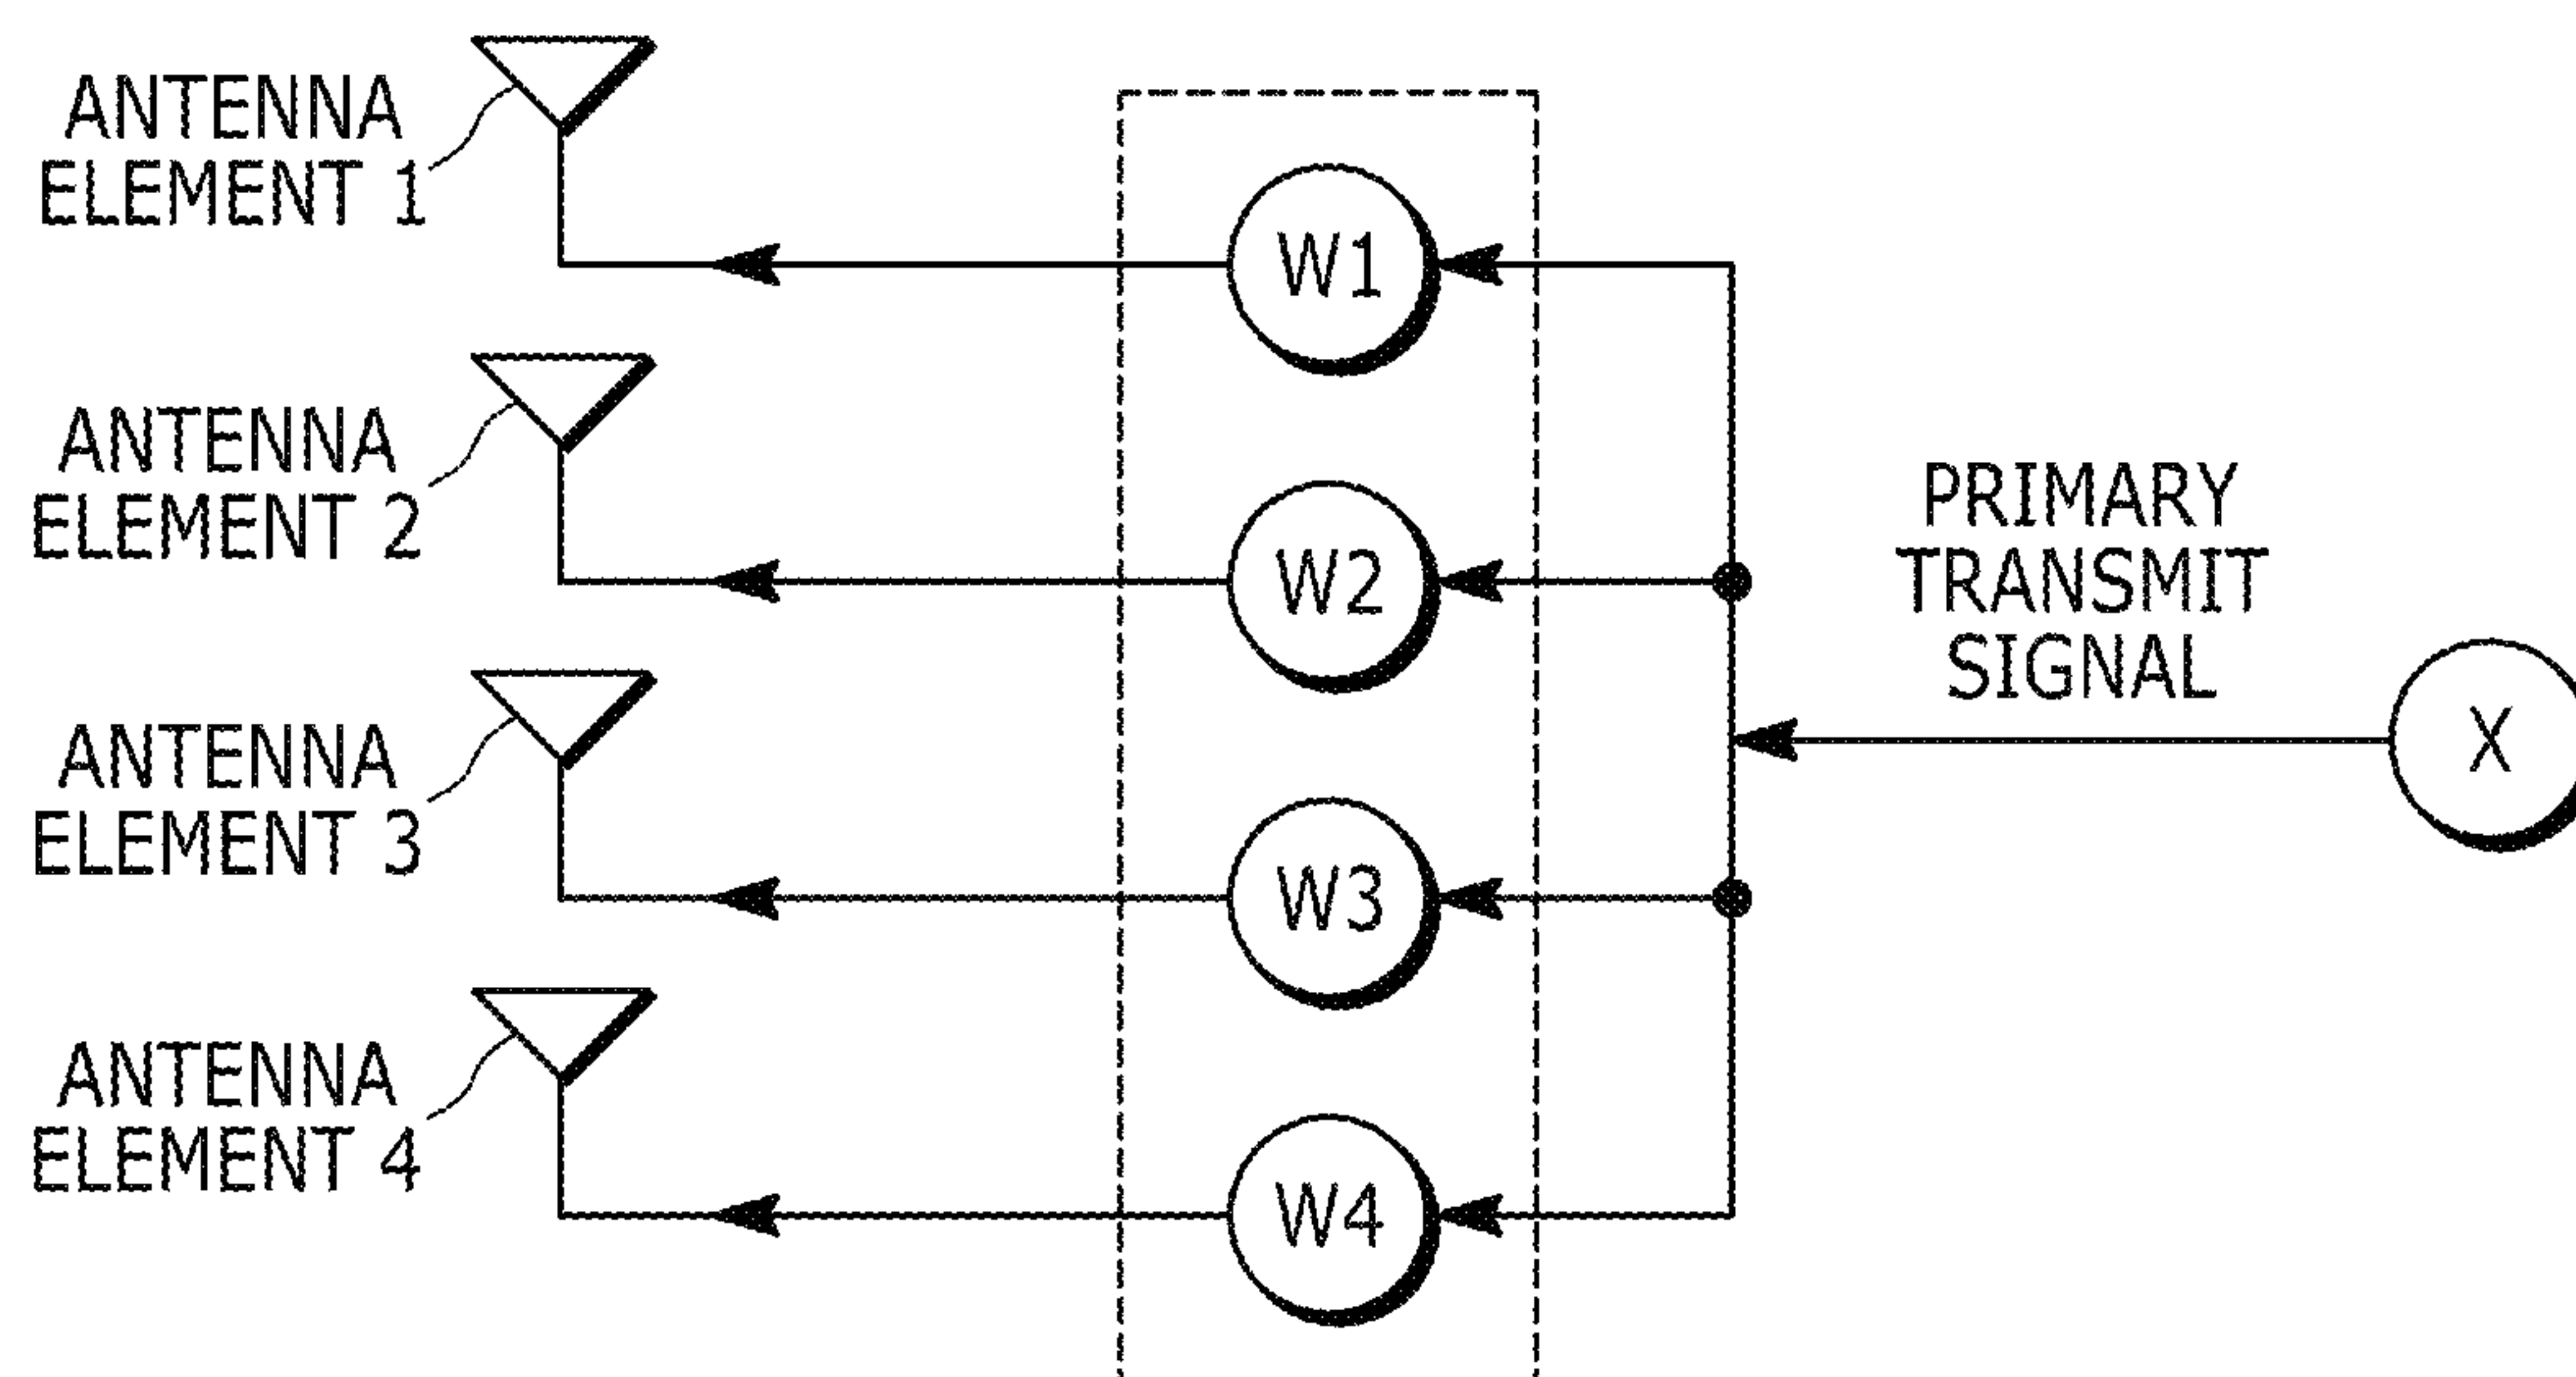 ANTENNA
ELEMENT 1
W1
ANTENNA
ELEMENT 2
W2
PRIMARY
TRANSMIT
SIGNAL
X
ANTENNA
ELEMENT 3
W3
ANTENNA
ELEMENT 4
W4